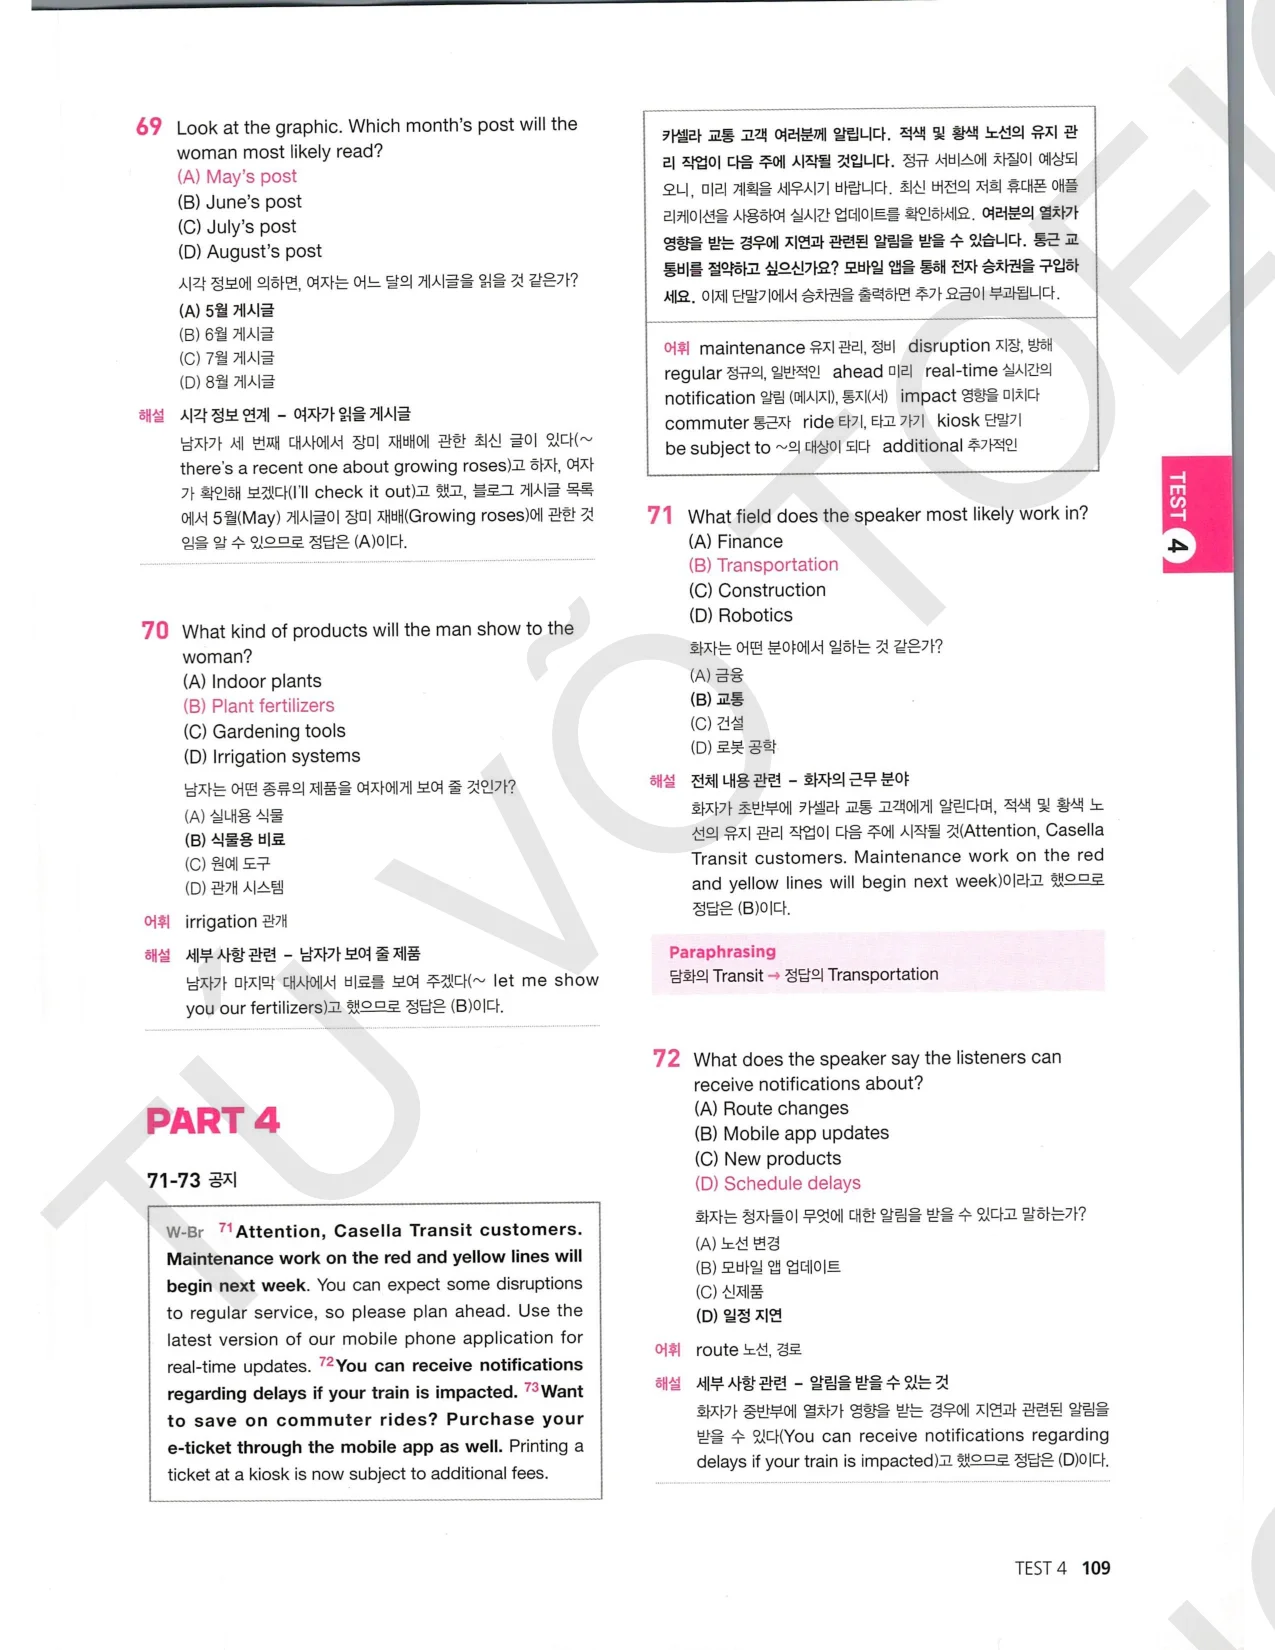 69 Look at the graphic. Which month's post will the
woman most likely read?
(A) May's post
(B) June's post
(C) July's post
(D) August's post
시각 정보에 의하면, 여자는 어느 달의 게시글을 읽을 것 같은가?
(A) 5월 게시글
(B) 6월 게시글
(C) 7월 게시글
(D) 8월 게시글
해설 시각 정보 연계 – 여자가 읽을 게시글
남자가 세 번째 대사에서 장미 재배에 관한 최신 글이 있다(~
there's a recent one about growing roses)고 하자, 여자
가 확인해 보겠다(I'll check it out)고 했고, 블로그 게시글 목록
에서 5월(May) 게시글이 장미 재배(Growing roses)에 관한 것
임을 알 수 있으므로 정답은 (A)이다.
70 What kind of products will the man show to the
woman?
(A) Indoor plants
(B) Plant fertilizers
(C) Gardening tools
(D) Irrigation systems
남자는 어떤 종류의 제품을 여자에게 보여 줄 것인가?
(A) 실내용 식물
(B) 식물용 비료
(C) 원예 도구
(D) 관개 시스템
어휘 irrigation 관개
해설 세부 사항 관련 – 남자가 보여 줄 제품
남자가 마지막 대사에서 비료를 보여 주겠다(~ let me show
you our fertilizers)고 했으므로 정답은 (B)이다.
PART 4
71-73 공지
W-Br 71Attention, Casella Transit customers.
Maintenance work on the red and yellow lines will
begin next week. You can expect some disruptions
to regular service, so please plan ahead. Use the
latest version of our mobile phone application for
real-time updates. 72You can receive notifications
regarding delays if your train is impacted. 73Want
to save on commuter rides? Purchase your
e-ticket through the mobile app as well. Printing a
ticket at a kiosk is now subject to additional fees.
카셀라 교통 고객 여러분께 알립니다. 적색 및 황색 노선의 유지 관
리 작업이 다음 주에 시작될 것입니다. 정규 서비스에 차질이 예상되
오니, 미리 계획을 세우시기 바랍니다. 최신 버전의 저희 휴대폰 애플
리케이션을 사용하여 실시간 업데이트를 확인하세요. 여러분의 열차가
영향을 받는 경우에 지연과 관련된 알림을 받을 수 있습니다. 통근 교
통비를 절약하고 싶으신가요? 모바일 앱을 통해 전자 승차권을 구입하
세요. 이제 단말기에서 승차권을 출력하면 추가 요금이 부과됩니다.
어휘 maintenance 유지 관리, 정비 disruption 지장, 방해
regular 정규의, 일반적인 ahead 미리 real-time 실시간의
notification 알림 (메시지), 통지(서) impact 영향을 미치다
commuter 통근자 ride 타기, 타고 가기 kiosk 단말기
be subject to ~의 대상이 되다 additional 추가적인
71 What field does the speaker most likely work in?
(A) Finance
(B) Transportation
(C) Construction
(D) Robotics
화자는 어떤 분야에서 일하는 것 같은가?
(A) 금융
(B) 교통
(C) 건설
(D) 로봇 공학
해설 전체 내용 관련 – 화자의 근무 분야
화자가 초반부에 카셀라 교통 고객에게 알린다며, 적색 및 황색 노
선의 유지 관리 작업이 다음 주에 시작될 것(Attention, Casella
Transit customers. Maintenance work on the red
and yellow lines will begin next week)이라고 했으므로
정답은 (B)이다.
Paraphrasing
담화의 Transit → 정답의 Transportation
72 What does the speaker say the listeners can
receive notifications about?
(A) Route changes
(B) Mobile app updates
(C) New products
(D) Schedule delays
화자는 청자들이 무엇에 대한 알림을 받을 수 있다고 말하는가?
(A) 노선 변경
(B) 모바일 앱 업데이트
(C) 신제품
(D) 일정 지연
어휘 route 노선, 경로
해설 세부 사항 관련 – 알림을 받을 수 있는 것
화자가 중반부에 열차가 영향을 받는 경우에 지연과 관련된 알림을
받을 수 있다(You can receive notifications regarding
delays if your train is impacted)고 했으므로 정답은 (D)이다.
TEST 4
TEST 4 109
TÚ VÕ TOEIC